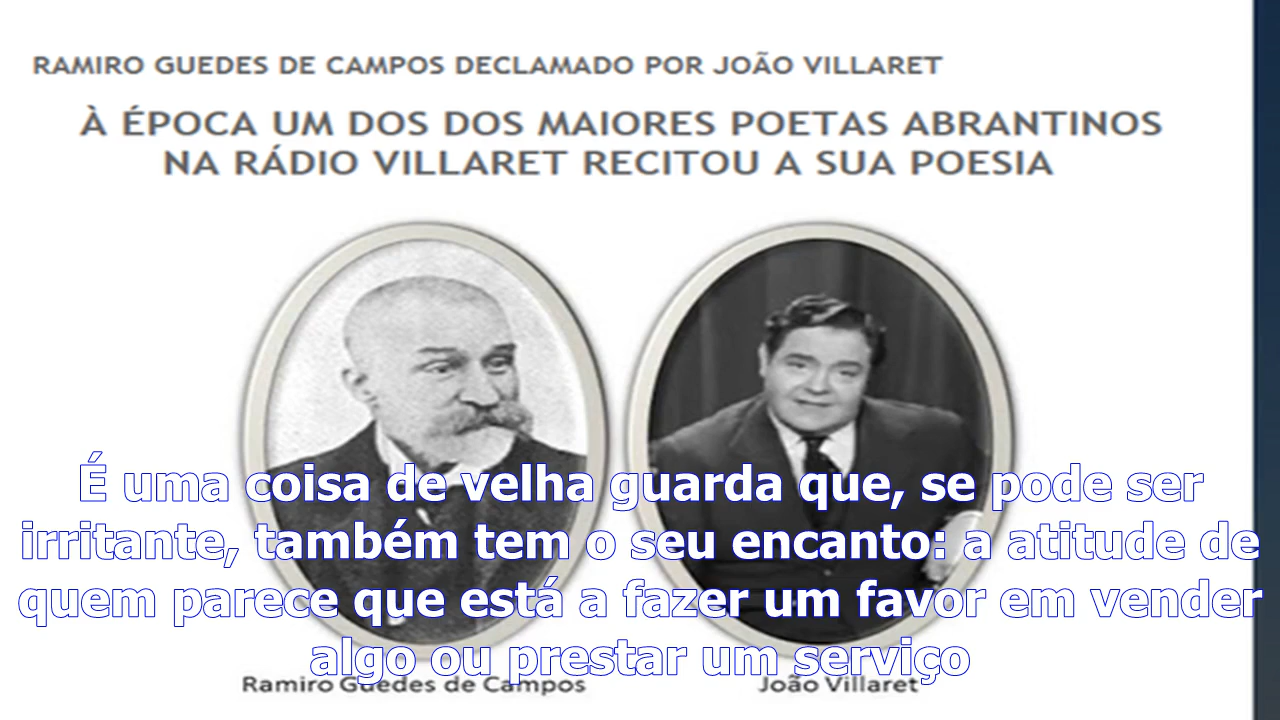 RAMIRO GUEDES DE CAMPOS DECLAMADO POR JOÃO VILLARET
À ÉPOCA UM DOS DOS MAIORES POETAS ABRANTINOS
NA RÁDIO VILLARET RECITOU A SUA POESIA
É uma coisa de velha guarda que, se pode ser
irritante, também tem o seu encanto: a atitude de
quem parece que está a fazer um favor em vender
algo ou prestar um serviço
Ramiro Guedes de Campos
João Villaret